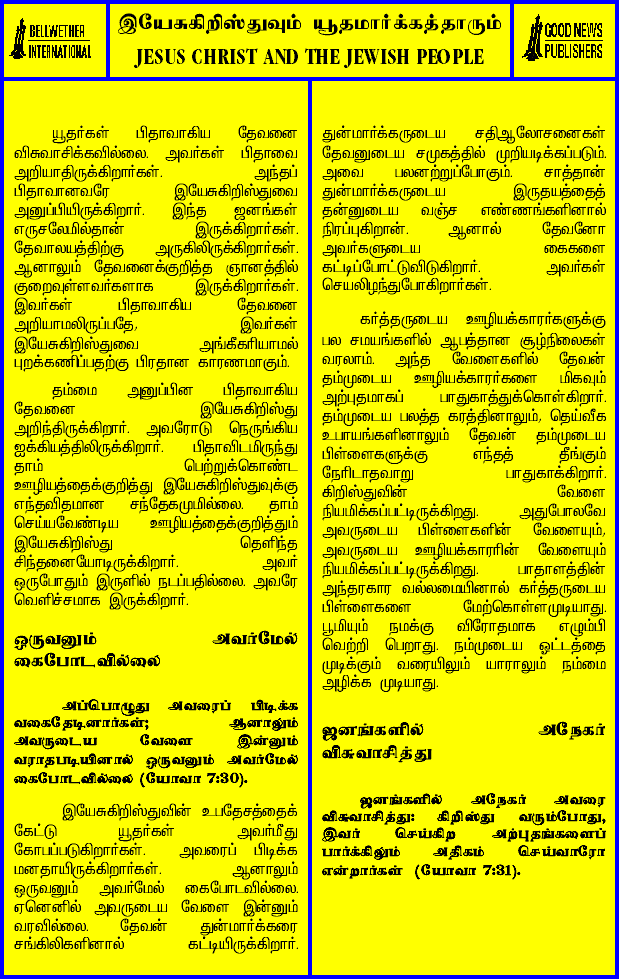 BELLWETHER
INTERNATIONAL
இயேசுகிறிஸ்துவும் யூதமார்க்கத்தாரும்
JESUS CHRIST AND THE JEWISH PEOPLE
GOOD NEWS
PUBLISHERS
யூதர்கள் பிதாவாகிய தேவனை
விசுவாசிக்கவில்லை. அவர்கள் பிதாவை
அறியாதிருக்கிறார்கள். அந்தப்
பிதாவானவரே இயேசுகிறிஸ்துவை
அனுப்பியிருக்கிறார். இந்த ஜனங்கள்
எருசலேமில்தான் இருக்கிறார்கள்.
தேவாலயத்திற்கு அருகிலிருக்கிறார்கள்.
ஆனாலும் தேவனைக்குறித்த ஞானத்தில்
குறைவுள்ளவர்களாக இருக்கிறார்கள்.
இவர்கள் பிதாவாகிய தேவனை
அறியாமலிருப்பதே, இவர்கள்
இயேசுகிறிஸ்துவை அங்கீகரியாமல்
புறக்கணிப்பதற்கு பிரதான காரணமாகும்.
தம்மை அனுப்பின பிதாவாகிய
தேவனை இயேசுகிறிஸ்து
அறிந்திருக்கிறார். அவரோடு நெருங்கிய
ஐக்கியத்திலிருக்கிறார். பிதாவிடமிருந்து
தாம் பெற்றுக்கொண்ட
ஊழியத்தைக்குறித்து இயேசுகிறிஸ்துவுக்கு
எந்தவிதமான சந்தேகமுமில்லை. தாம்
செய்யவேண்டிய ஊழியத்தைக்குறித்தும்
இயேசுகிறிஸ்து தெளிந்த
சிந்தனையோடிருக்கிறார். அவர்
ஒருபோதும் இருளில் நடப்பதில்லை. அவரே
வெளிச்சமாக இருக்கிறார்.
ஒருவனும் அவர்மேல்
கைபோடவில்லை
அப்பொழுது அவரைப் பிடிக்க
வகைதேடினார்கள்; ஆனாலும்
அவருடைய வேளை இன்னும்
வராதபடியினால் ஒருவனும் அவர்மேல்
கைபோடவில்லை (யோவா 7:30).
இயேசுகிறிஸ்துவின் உபதேசத்தைக்
கேட்டு யூதர்கள் அவர்மீது
கோபப்படுகிறார்கள். அவரைப் பிடிக்க
மனதாயிருக்கிறார்கள். ஆனாலும்
ஒருவனும் அவர்மேல் கைபோடவில்லை.
ஏனெனில் அவருடைய வேளை இன்னும்
வரவில்லை. தேவன் துன்மார்க்கரை
சங்கிலிகளினால் கட்டியிருக்கிறார்.
துன்மார்க்கருடைய சதிஆலோசனைகள்
தேவனுடைய சமுகத்தில் முறியடிக்கப்படும்.
அவை பலனற்றுப்போகும். சாத்தான்
துன்மார்க்கருடைய இருதயத்தைத்
தன்னுடைய வஞ்ச எண்ணங்களினால்
நிரப்புகிறான். ஆனால் தேவனோ
அவர்களுடைய கைகளை
கட்டிப்போட்டுவிடுகிறார். அவர்கள்
செயலிழந்துபோகிறார்கள்.
கர்த்தருடைய ஊழியக்காரர்களுக்கு
பல சமயங்களில் ஆபத்தான சூழ்நிலைகள்
வரலாம். அந்த வேளைகளில் தேவன்
தம்முடைய ஊழியக்காரர்களை மிகவும்
அற்புதமாகப் பாதுகாத்துக்கொள்கிறார்.
தம்முடைய பலத்த கரத்தினாலும், தெய்வீக
உபாயங்களினாலும் தேவன் தம்முடைய
பிள்ளைகளுக்கு எந்தத் தீங்கும்
நேரிடாதவாறு பாதுகாக்கிறார்.
கிறிஸ்துவின் வேளை
நியமிக்கப்பட்டிருக்கிறது. அதுபோலவே
அவருடைய பிள்ளைகளின் வேளையும்,
அவருடைய ஊழியக்காரரின் வேளையும்
நியமிக்கப்பட்டிருக்கிறது. பாதாளத்தின்
அந்தரகார வல்லமையினால் கர்த்தருடைய
பிள்ளைகளை மேற்கொள்ளமுடியாது.
பூமியும் நமக்கு விரோதமாக எழும்பி
வெற்றி பெறாது. நம்முடைய ஓட்டத்தை
முடிக்கும் வரையிலும் யாராலும் நம்மை
அழிக்க முடியாது.
ஜனங்களில் அநேகர்
விசுவாசித்து
ஜனங்களில் அநேகர் அவரை
விசுவாசித்து: கிறிஸ்து வரும்போது,
இவர் செய்கிற அற்புதங்களைப்
பார்க்கிலும் அதிகம் செய்வாரோ
என்றார்கள் (யோவா 7:31).